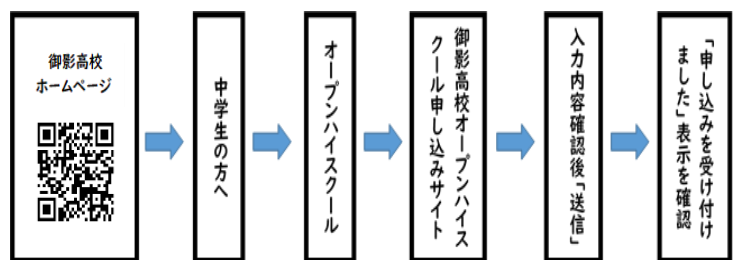 御影高校
ホームページ
中学生の方へ
オープンハイスクール
御影高校オープンハイス
クール申し込みサイト
入力内容確認後「送信」
「申し込みを受け付け
ました」表示を確認